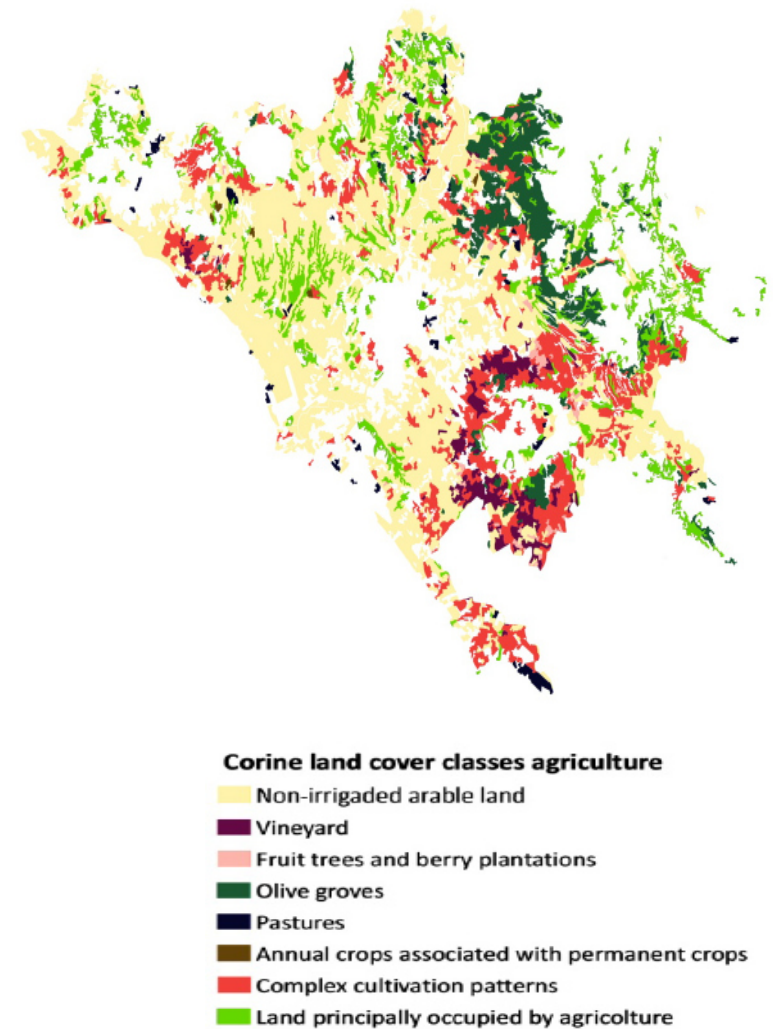 Corine land cover classes agriculture
Non-irrigaded arable land
Vineyard
Fruit trees and berry plantations
Olive groves
Pastures
Annual crops associated with permanent crops
Complex cultivation patterns
Land principally occupied by agricolture